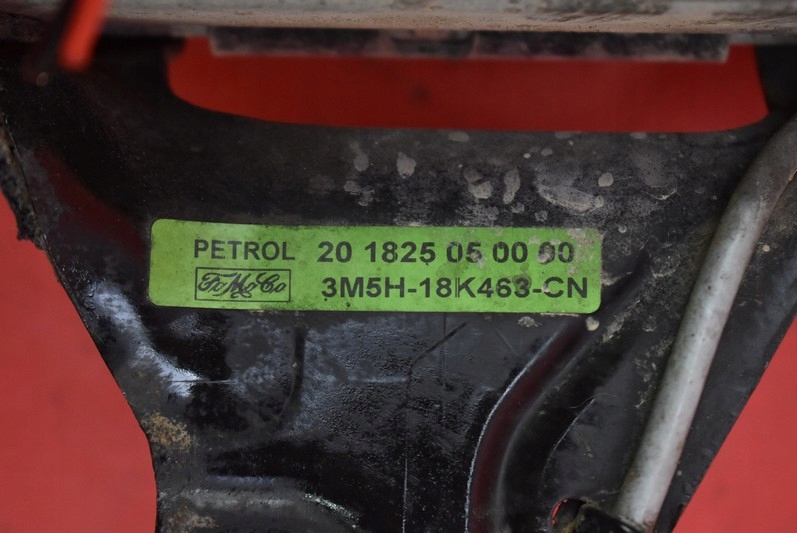 PETROL 20 1825 05 00 00
FoMoCo 3M5H-18K463-CN